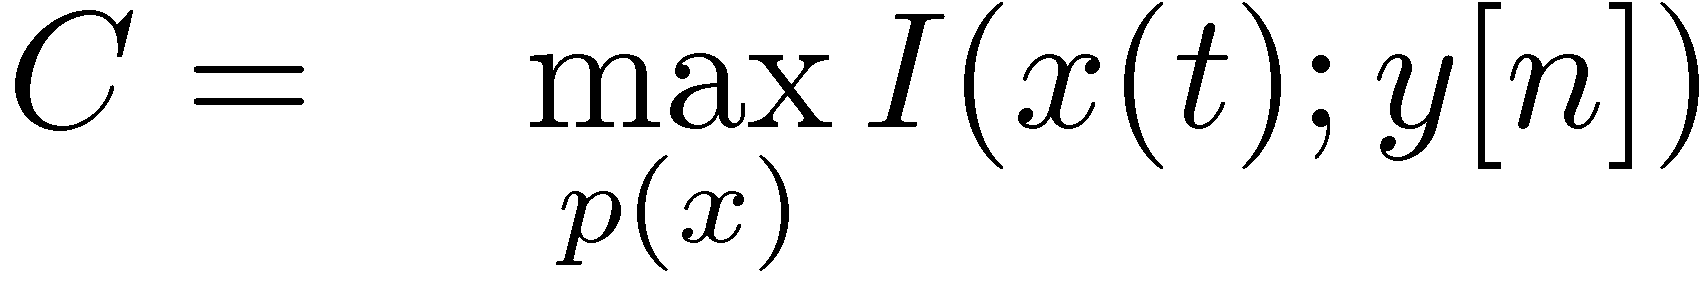 C = max I(x(t); y[n])
p(x)